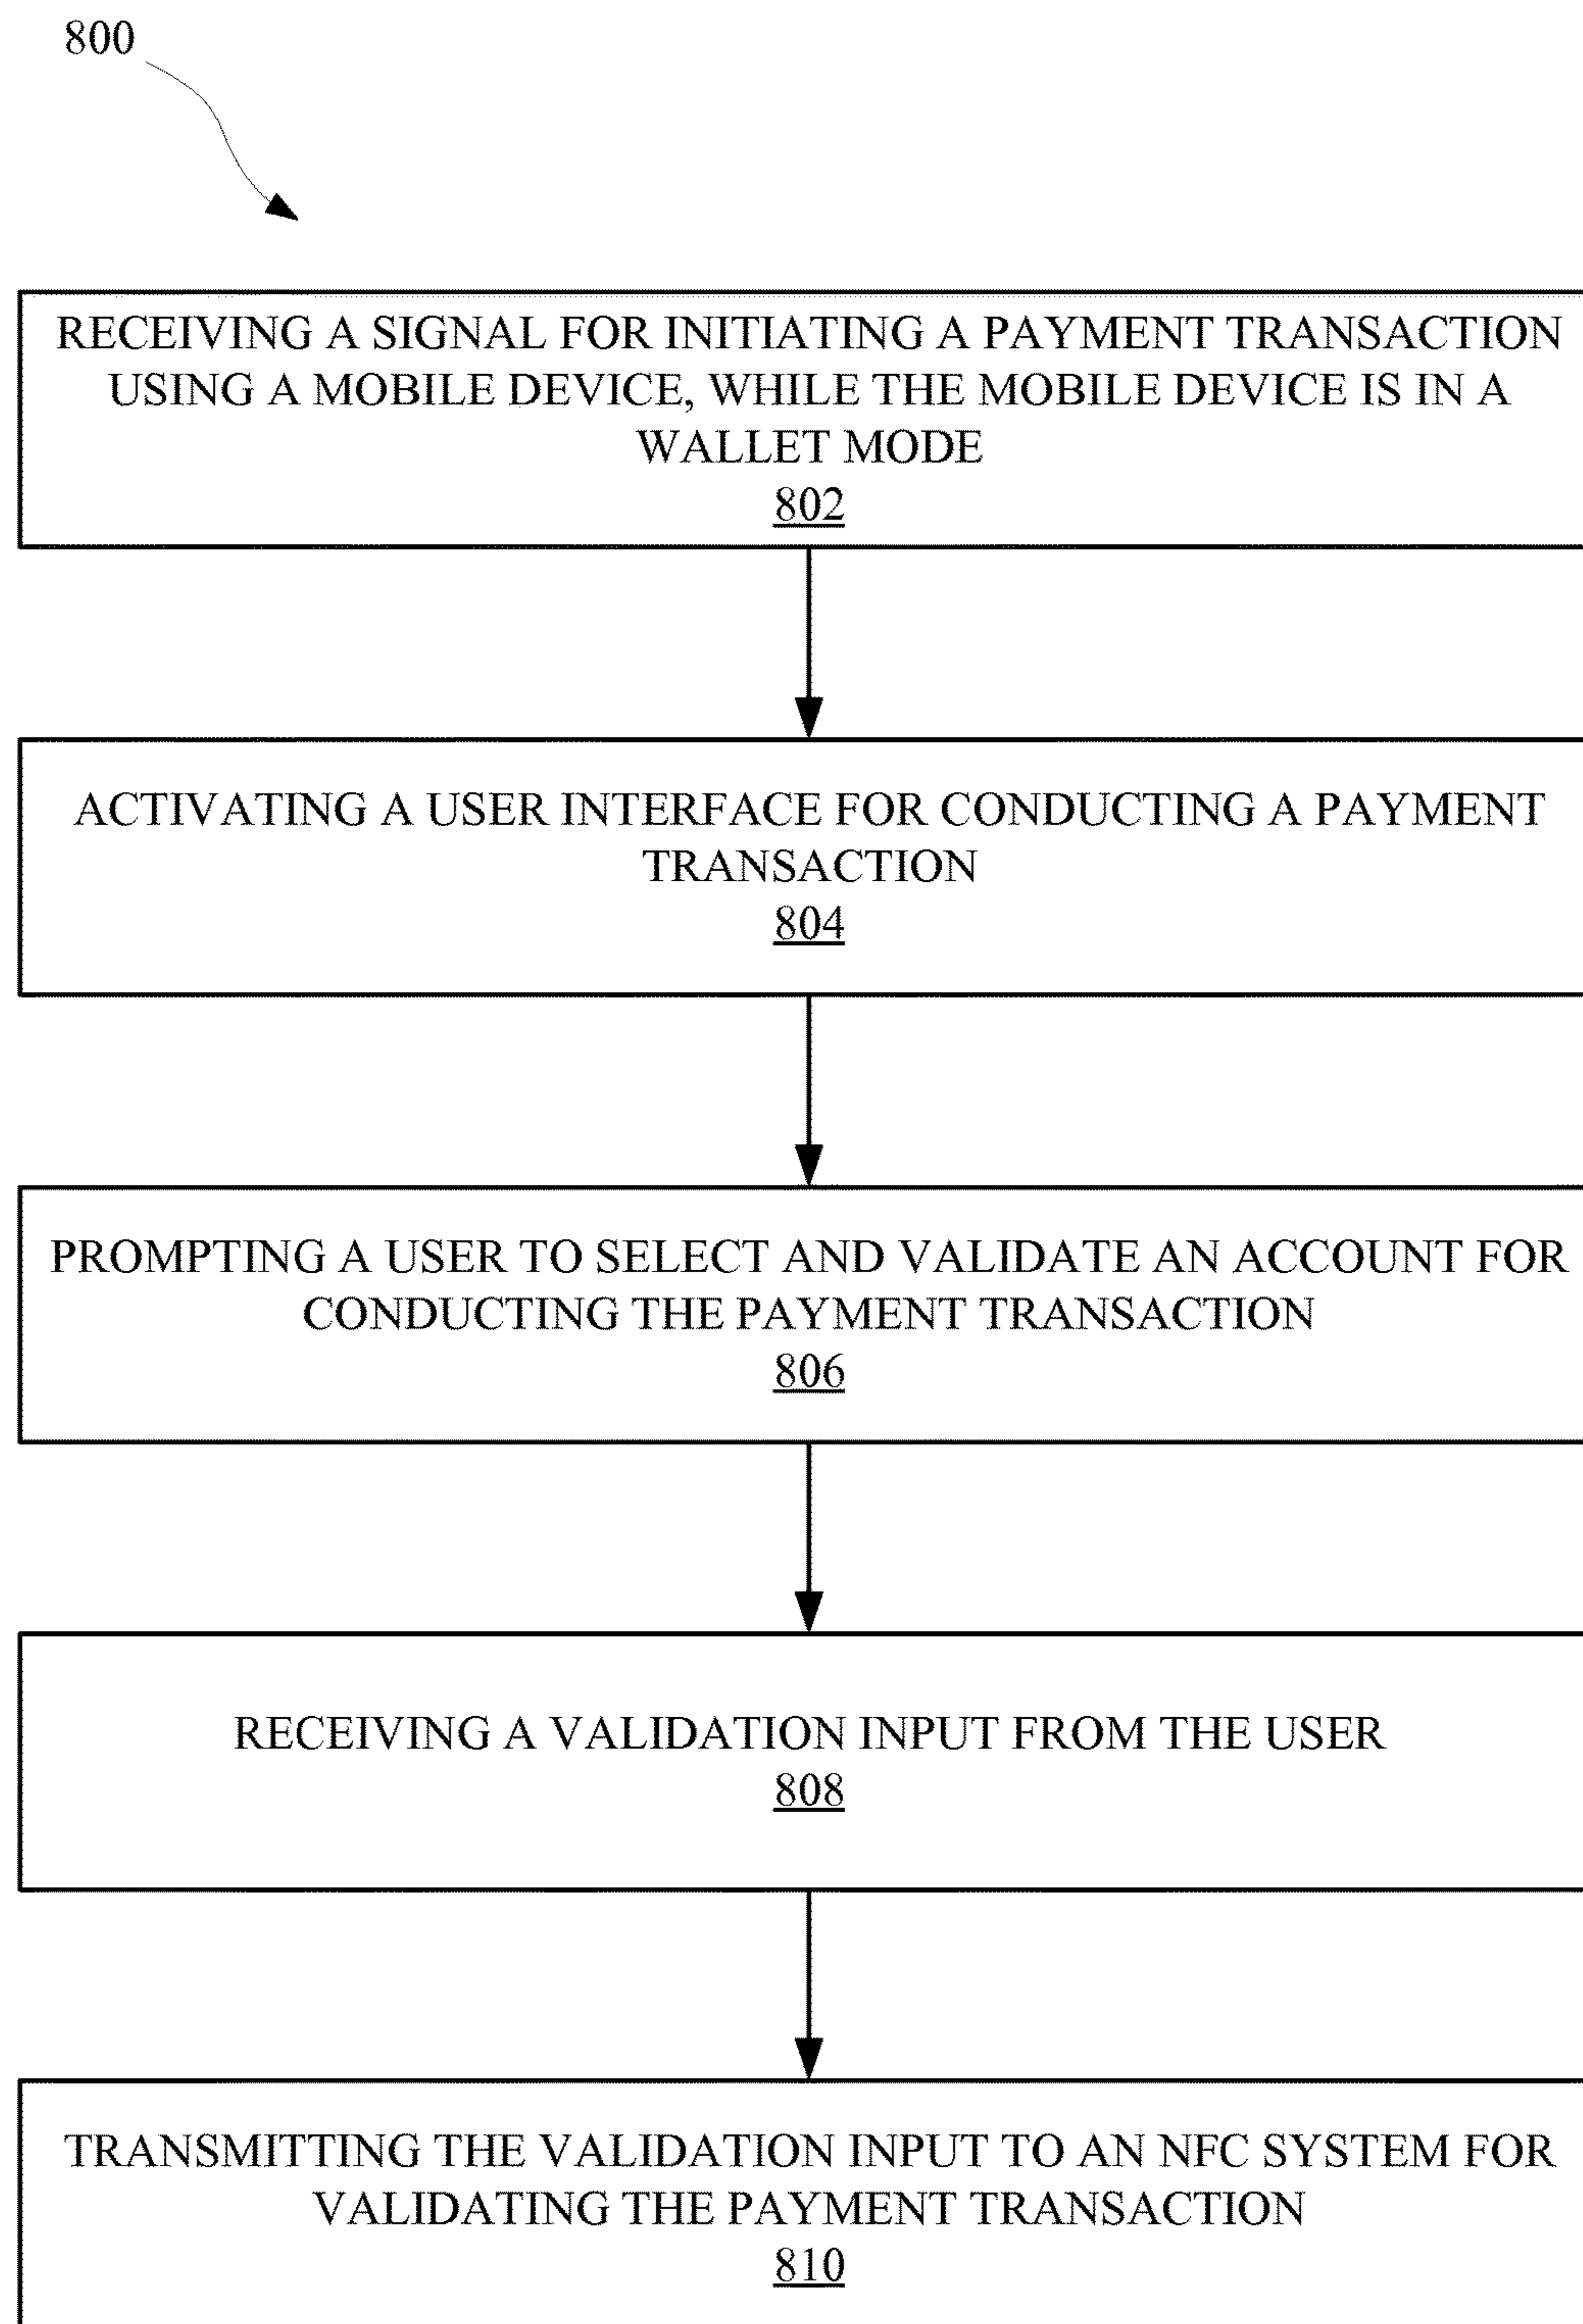 800
RECEIVING A SIGNAL FOR INITIATING A PAYMENT TRANSACTION
USING A MOBILE DEVICE, WHILE THE MOBILE DEVICE IS IN A
WALLET MODE
802
ACTIVATING A USER INTERFACE FOR CONDUCTING A PAYMENT
TRANSACTION
804
PROMPTING A USER TO SELECT AND VALIDATE AN ACCOUNT FOR
CONDUCTING THE PAYMENT TRANSACTION
806
RECEIVING A VALIDATION INPUT FROM THE USER
808
TRANSMITTING THE VALIDATION INPUT TO AN NFC SYSTEM FOR
VALIDATING THE PAYMENT TRANSACTION
810